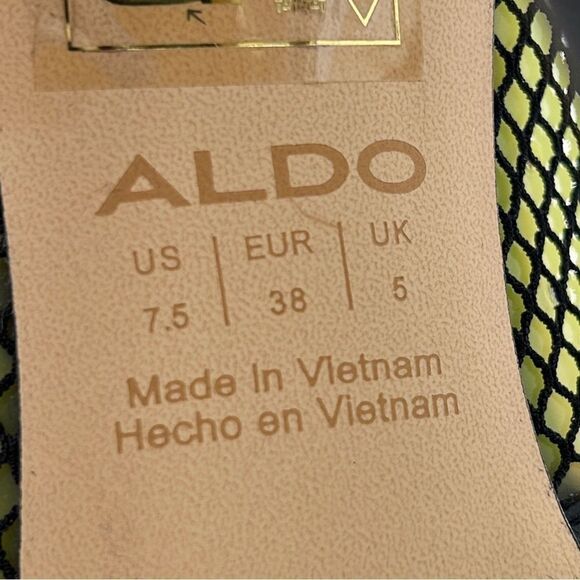 ALDO
US | EUR | UK
7.5 | 38 | 5
Made In Vietnam
Hecho en Vietnam